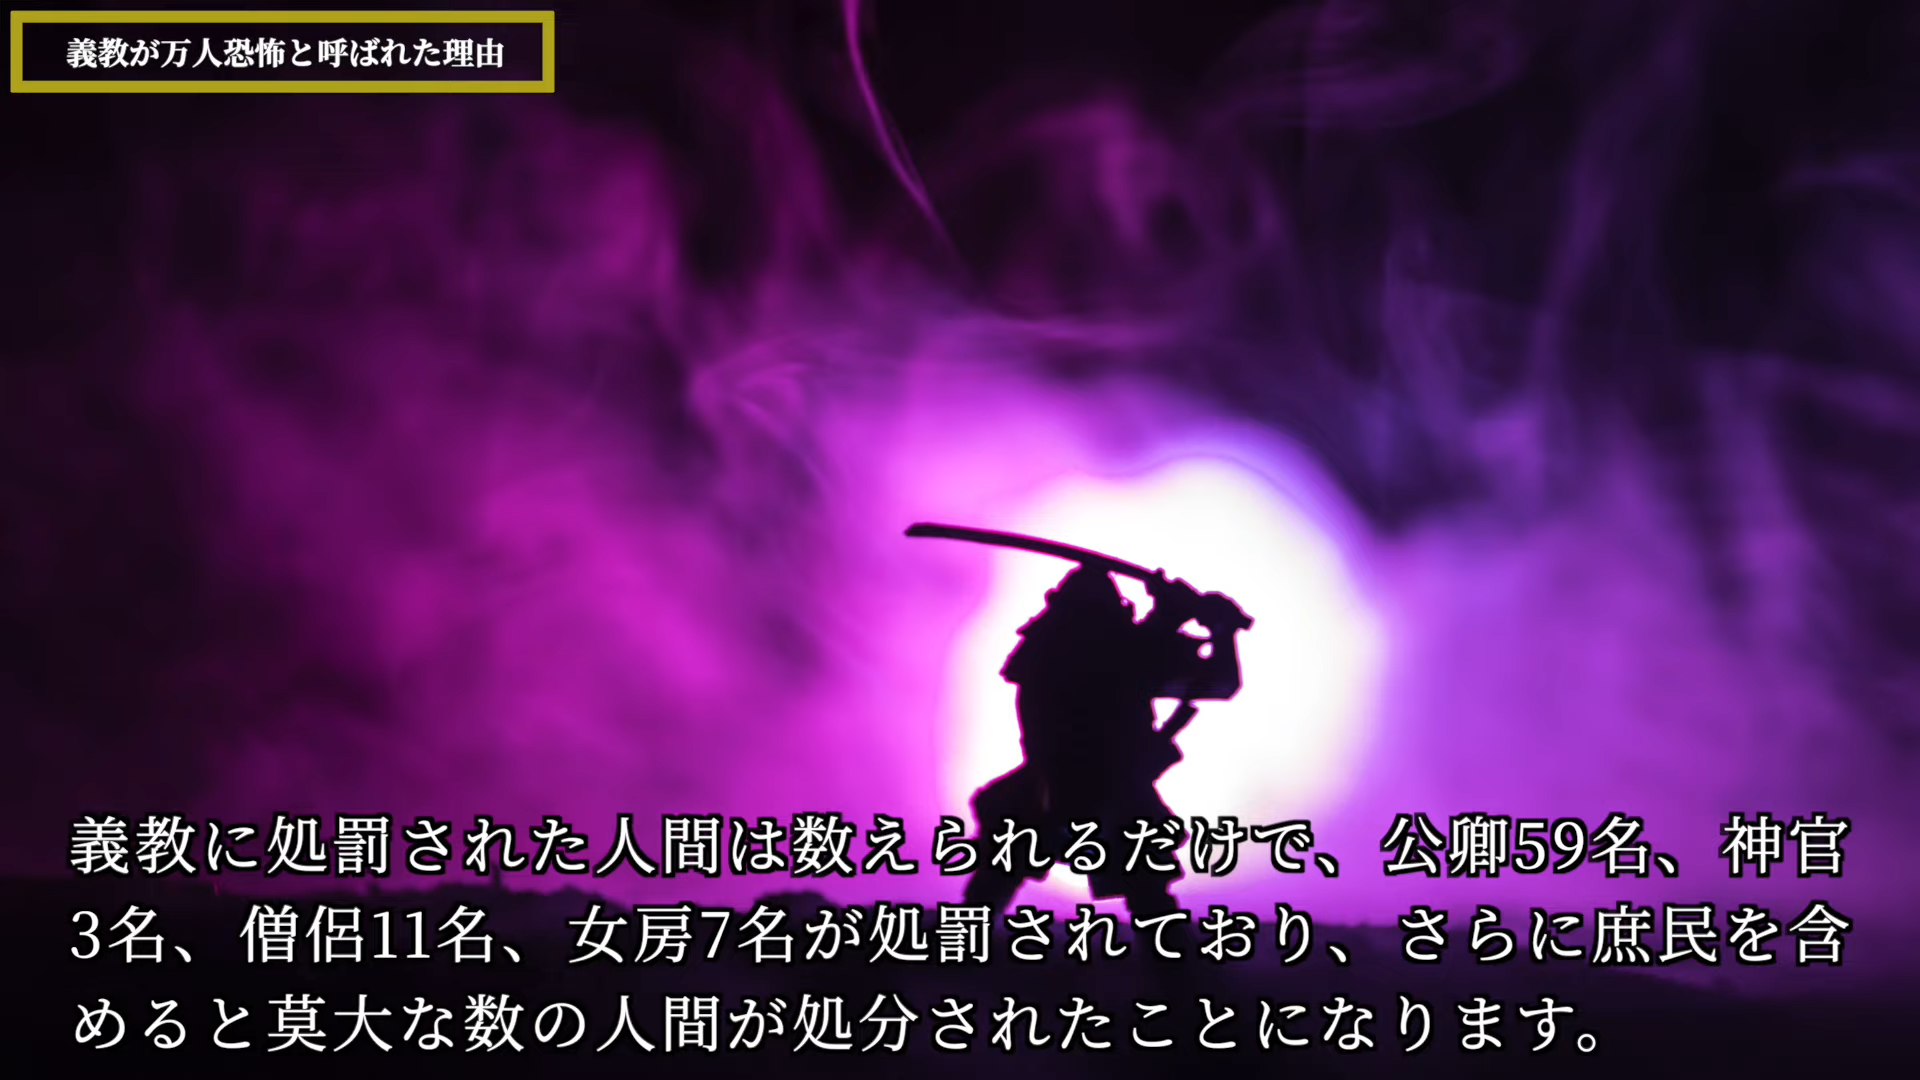 義教が万人恐怖と呼ばれた理由
義教に処罰された人間は数えられるだけで、公卿59名、神官
3名、僧侶11名、女房7名が処罰されており、さらに庶民を含
めると莫大な数の人間が処分されたことになります。